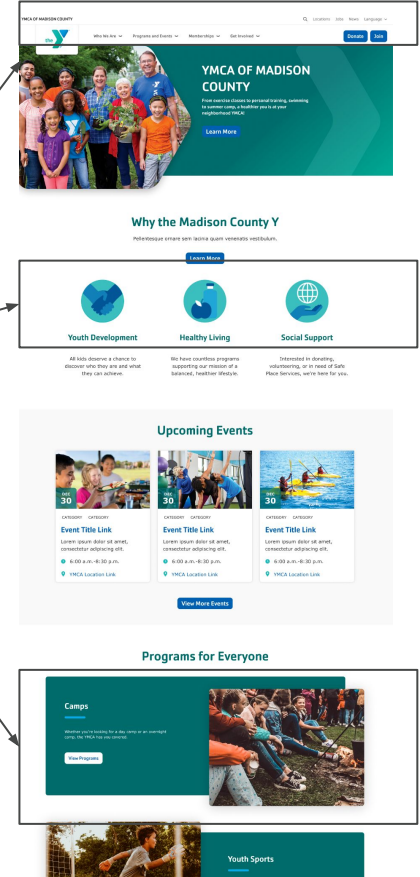 YMCA OF MADISON COUNTY
Locations Jobs News Language
the Y
Who We Are Programs and Events Memberships Get Involved
Donate Join
YMCA OF MADISON
COUNTY
From exercise classes to personal training, swimming
to summer camp, a healthier you is at your
neighborhood YMCA!
Learn More
Why the Madison County Y
Pellentesque ornare sem lacinia quam venenatis vestibulum.
Learn More
Youth Development Healthy Living Social Support
All kids deserve a chance to
discover who they are and what
they can achieve.
We have countless programs
supporting our mission of a
balanced, healthier lifestyle.
Interested in donating,
volunteering, or in need of Safe
Place Services, we're here for you.
Upcoming Events
DEC
30
CATEGORY CATEGORY
Event Title Link
Lorem ipsum dolor sit amet,
consectetur adipiscing elit.
6:00 a.m.-8:30 p.m.
YMCA Location Link
DEC
30
CATEGORY CATEGORY
Event Title Link
Lorem ipsum dolor sit amet,
consectetur adipiscing elit.
6:00 a.m.-8:30 p.m.
YMCA Location Link
DEC
30
CATEGORY CATEGORY
Event Title Link
Lorem ipsum dolor sit amet,
consectetur adipiscing elit.
6:00 a.m.-8:30 p.m.
YMCA Location Link
View More Events
Programs for Everyone
Camps
Whether you're looking for a day camp or an overnight
camp, the YMCA has you covered.
View Programs
Youth Sports